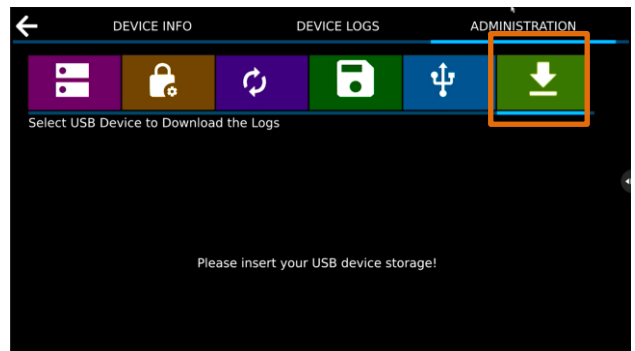 DEVICE INFO DEVICE LOGS ADMINISTRATION
Select USB Device to Download the Logs
Please insert your USB device storage!